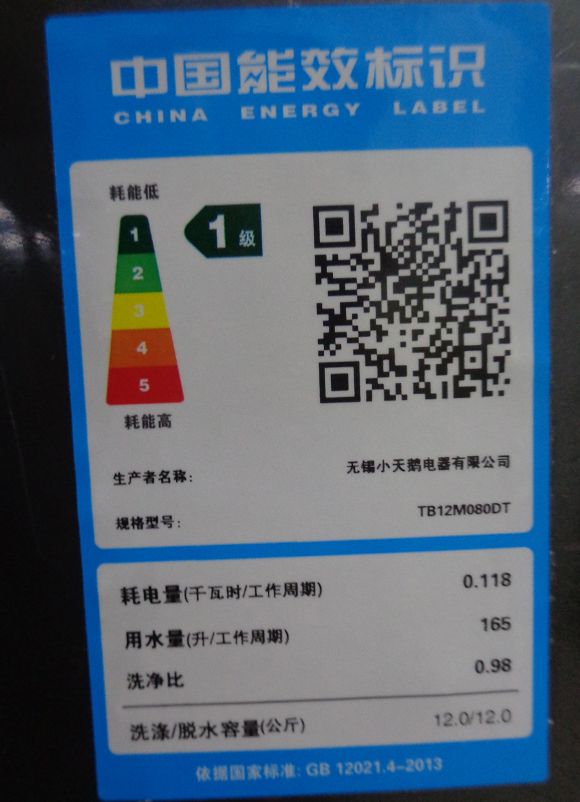 中国能效标识
CHINA ENERGY LABEL
耗能低
1
1级
2
3
4
5
耗能高
生产者名称： 无锡小天鹅电器有限公司
规格型号： TB12M080DT
耗电量(千瓦时/工作周期) 0.118
用水量(升/工作周期) 165
洗净比 0.98
洗涤/脱水容量(公斤) 12.0/12.0
依据国家标准: GB 12021.4-2013